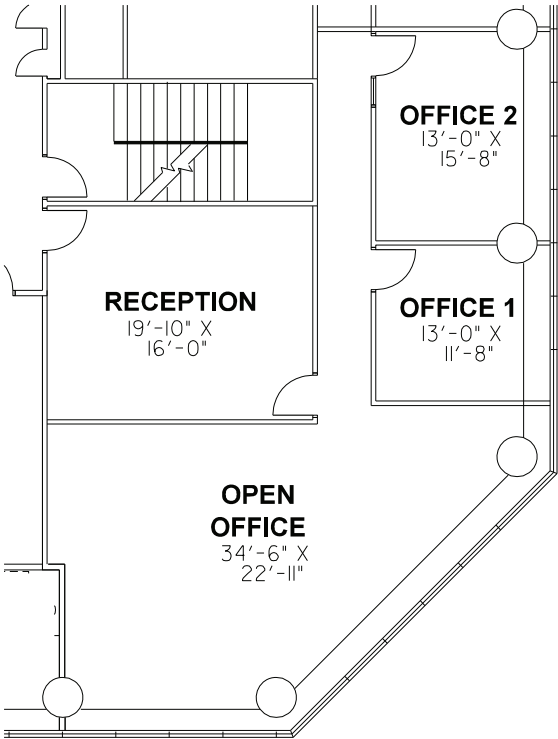 OFFICE 2
13'-0" X
15'-8"
RECEPTION
19'-10" X
16'-0"
OFFICE 1
13'-0" X
11'-8"
OPEN
OFFICE
34'-6" X
22'-11"